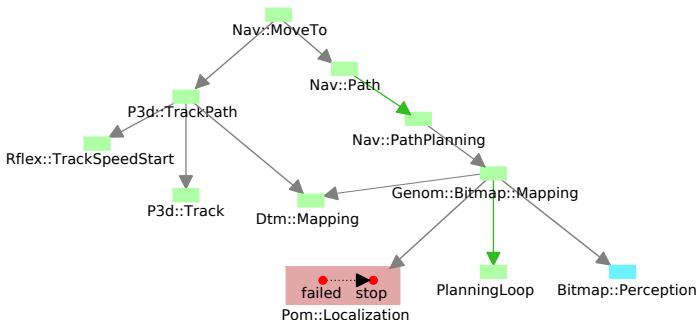 Nav::MoveTo
Nav::Path
P3d::TrackPath
Nav::PathPlanning
Rflex::TrackSpeedStart
Genom::Bitmap::Mapping
P3d::Track
Dtm::Mapping
failed stop
PlanningLoop
Bitmap::Perception
Pom::Localization